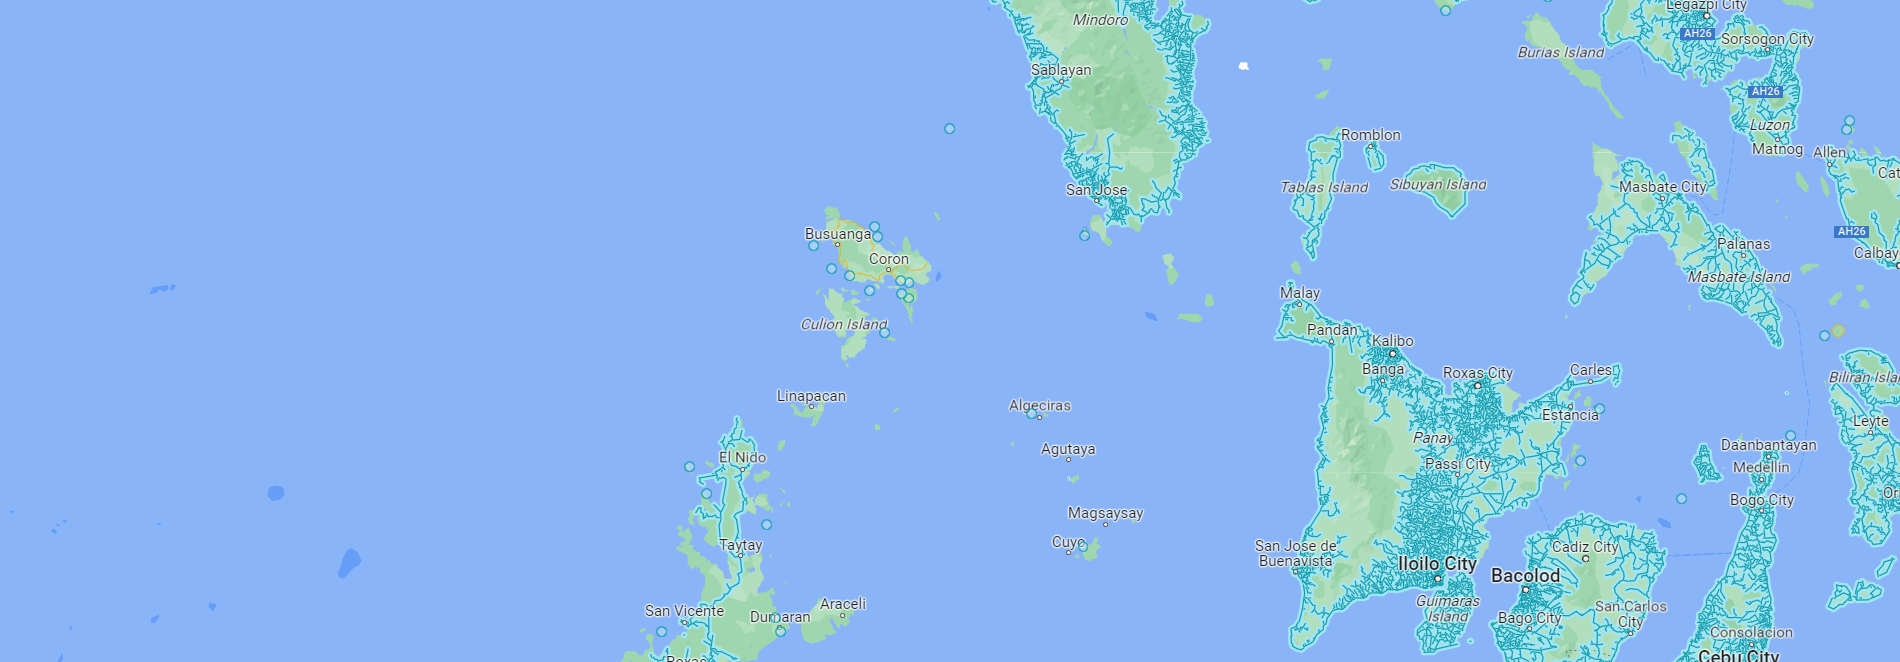 Legazpi City
Mindoro
AH26
Sorsogon City
Burias Island
Sablayan
AH26
Luzon
Romblon
Matnog
Allen
Cat
Tablas Island
Sibuyan Island
Masbate City
San Jose
AH26
Busuanga
Palanas
Calbay
Coron
Masbate Island
Malay
Culion Island
Pandan
Kalibo
Banga
Roxas City
Carles
Biliran Islan
Linapacan
Algeciras
Estancia
Leyte
Panay
Agutaya
Daanbantayan
El Nido
Passi City
Medellin
Or
Bogo City
Magsaysay
Cuyo
Taytay
San Jose de
Buenavista
Cadiz City
Iloilo City
Bacolod
Guimaras
Island
San Vicente
Araceli
Dumaran
San Carlos
City
Bago City
Consolacion
Roxas
Cebu City